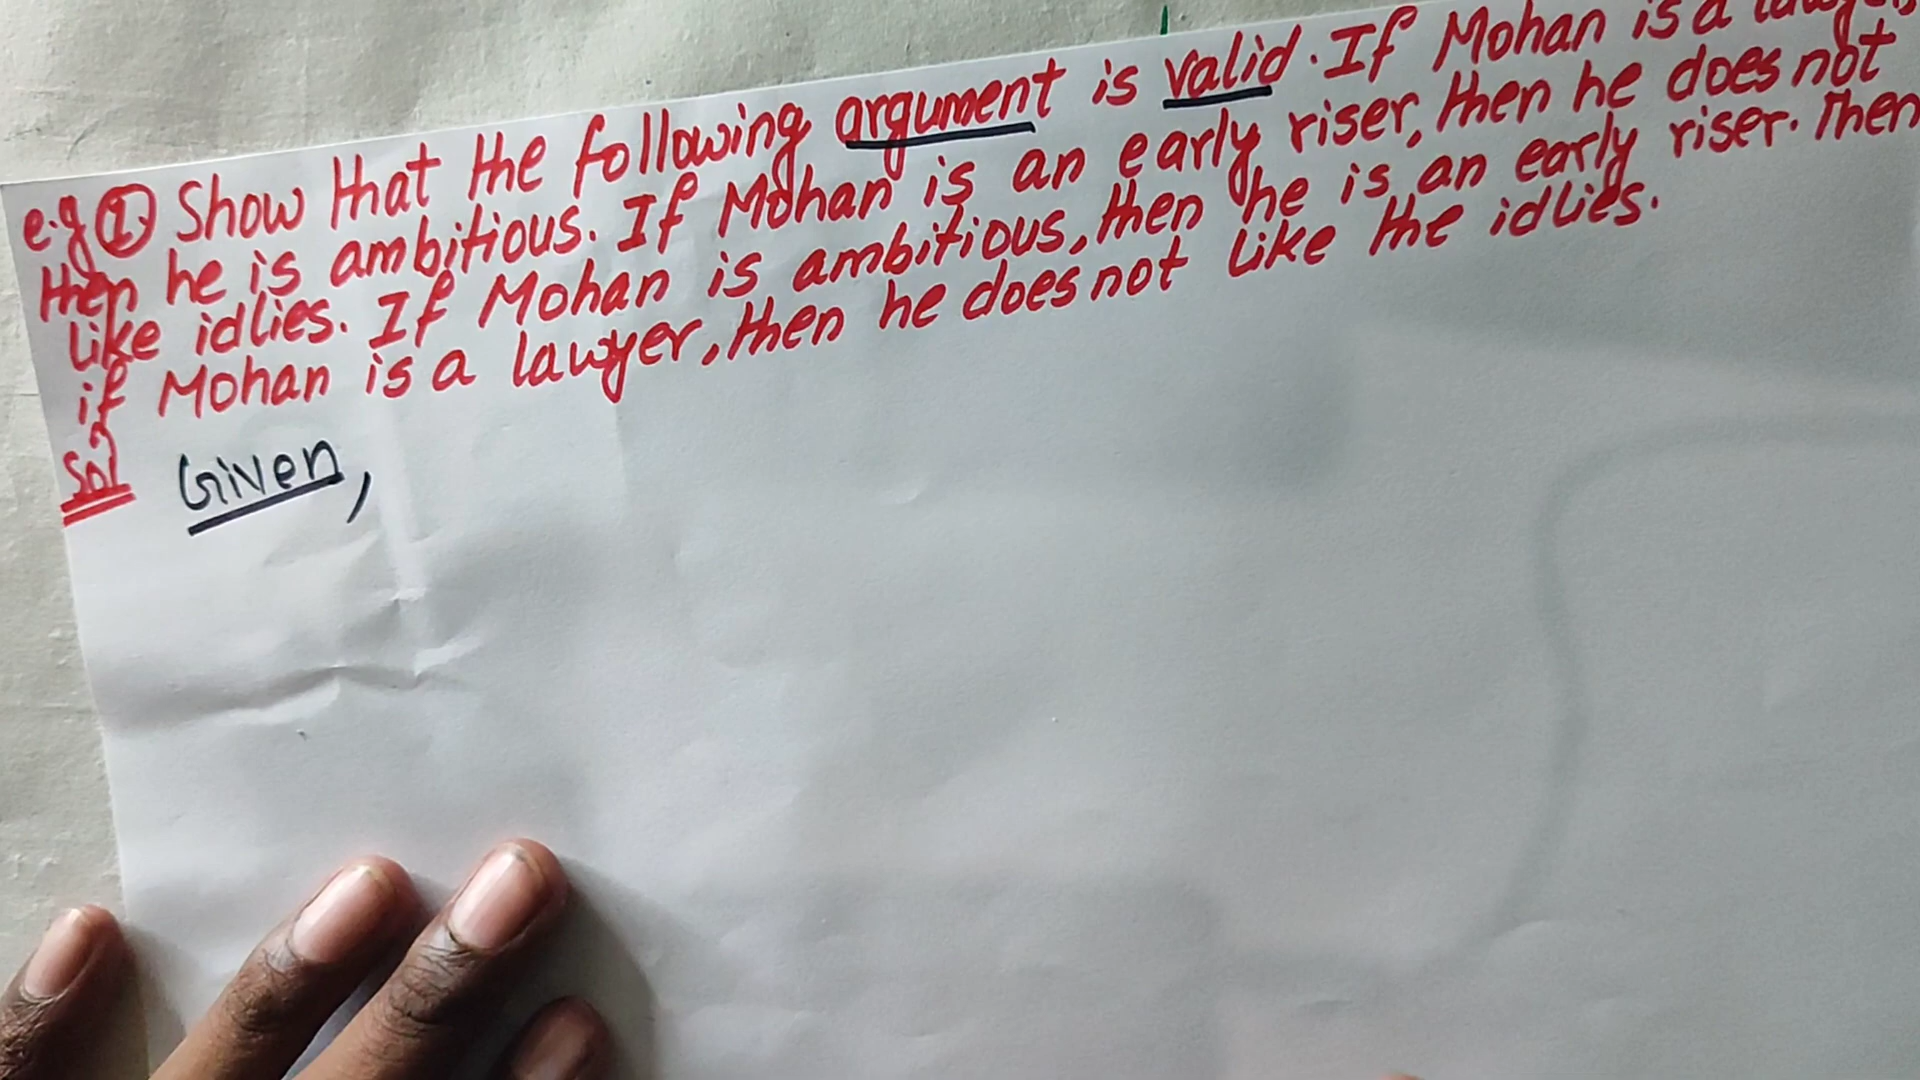 e.g ① Show that the following argument is valid. If Mohan is a lawyer,
then he is ambitious. If Mohan is an early riser, then he does not
like idlies. If Mohan is ambitious, then he is an early riser. Then
if Mohan is a lawyer, then he does not like the idlies.
Sol
Given,